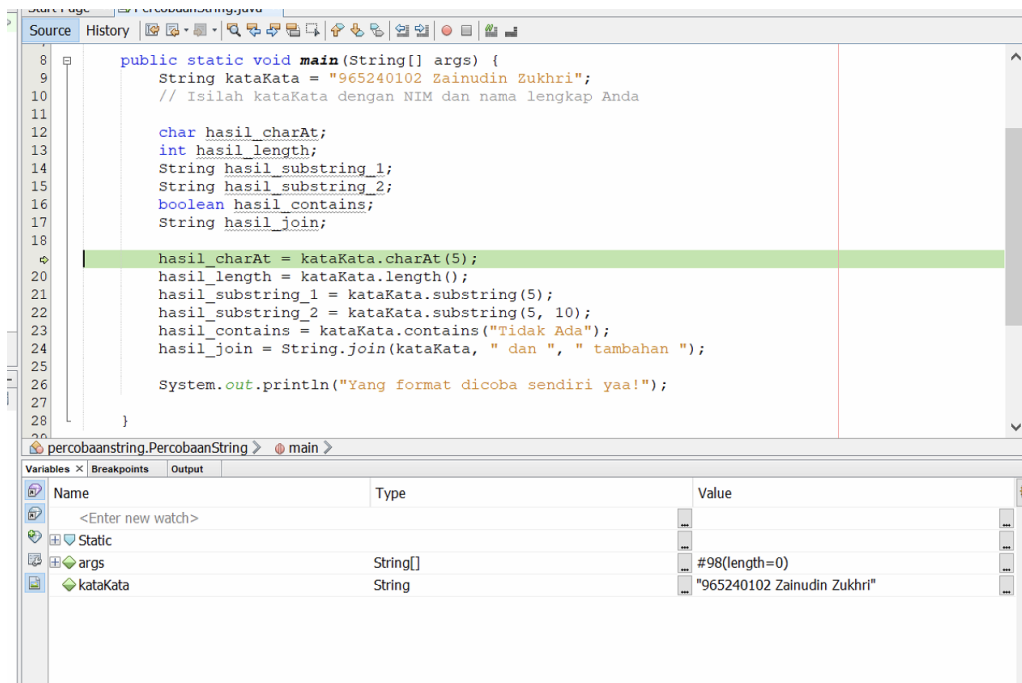 Start Page PercobaanString.java
Source History
8 public static void main(String[] args) {
9 String kataKata = "965240102 Zainudin Zukhri";
10 // Isilah kataKata dengan NIM dan nama lengkap Anda
11
12 char hasil_charAt;
13 int hasil_length;
14 String hasil_substring_1;
15 String hasil_substring_2;
16 boolean hasil_contains;
17 String hasil_join;
18
hasil_charAt = kataKata.charAt(5);
20 hasil_length = kataKata.length();
21 hasil_substring_1 = kataKata.substring(5);
22 hasil_substring_2 = kataKata.substring(5, 10);
23 hasil_contains = kataKata.contains("Tidak Ada");
24 hasil_join = String.join(kataKata, " dan ", " tambahan ");
25
26 System.out.println("Yang format dicoba sendiri yaa!");
27
28 }
29
percobaanstring.PercobaanString main
Variables × Breakpoints Output
Name Type Value
<Enter new watch> ... ...
Static ... ...
args String[] ... #98(length=0) ...
kataKata String ... "965240102 Zainudin Zukhri" ...